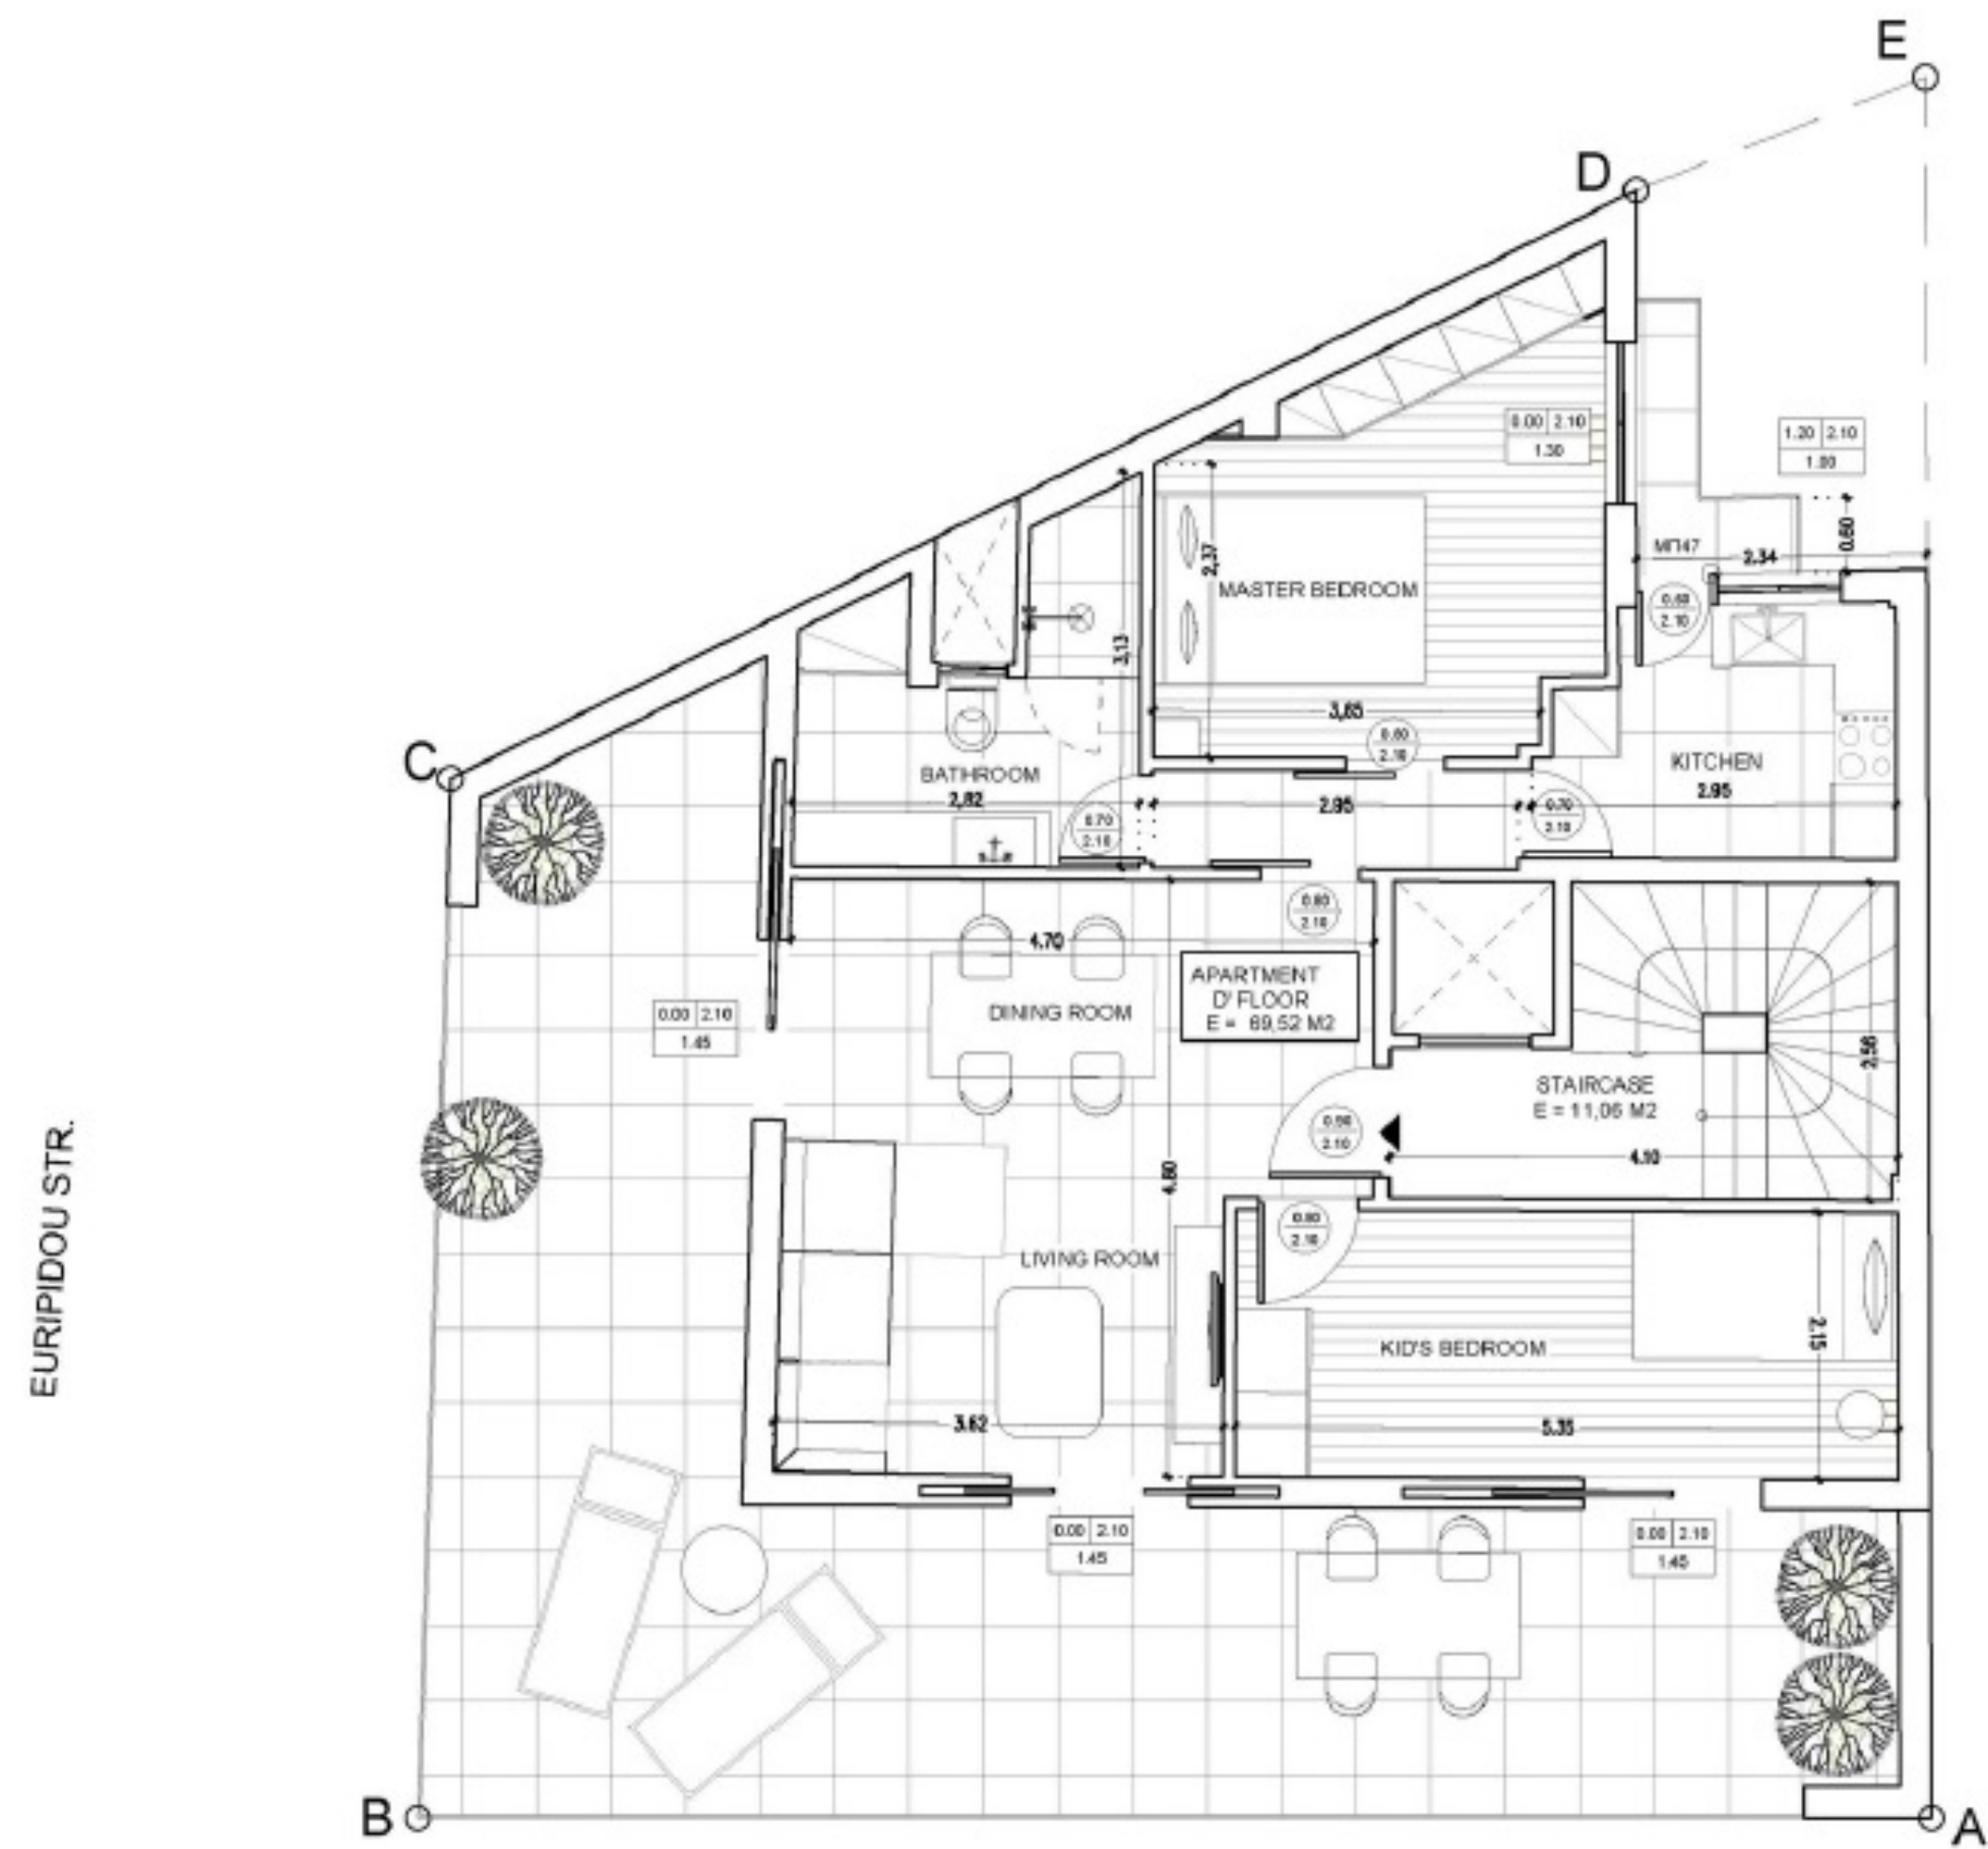 E
D
1.20 2.10
1.00
0.00 2.10
1.30
0.60
ΜΠ47
2.34
2,37
MASTER BEDROOM
0.60
2.10
3,13
3,65
0.80
2.10
C
BATHROOM
KITCHEN
2,82
2.95
2.95
0.70
2.10
0.70
2.10
0.80
2.10
4.70
APARTMENT
D' FLOOR
E = 69,52 M2
DINING ROOM
0.00 2.10
1.45
2,56
STAIRCASE
E = 11,06 M2
0.90
2.10
4.10
4.80
EURIPIDOU STR.
0.80
2.10
LIVING ROOM
KID'S BEDROOM
2.15
3.62
5.35
0.00 2.10
1.45
0.00 2.10
1.45
B
A